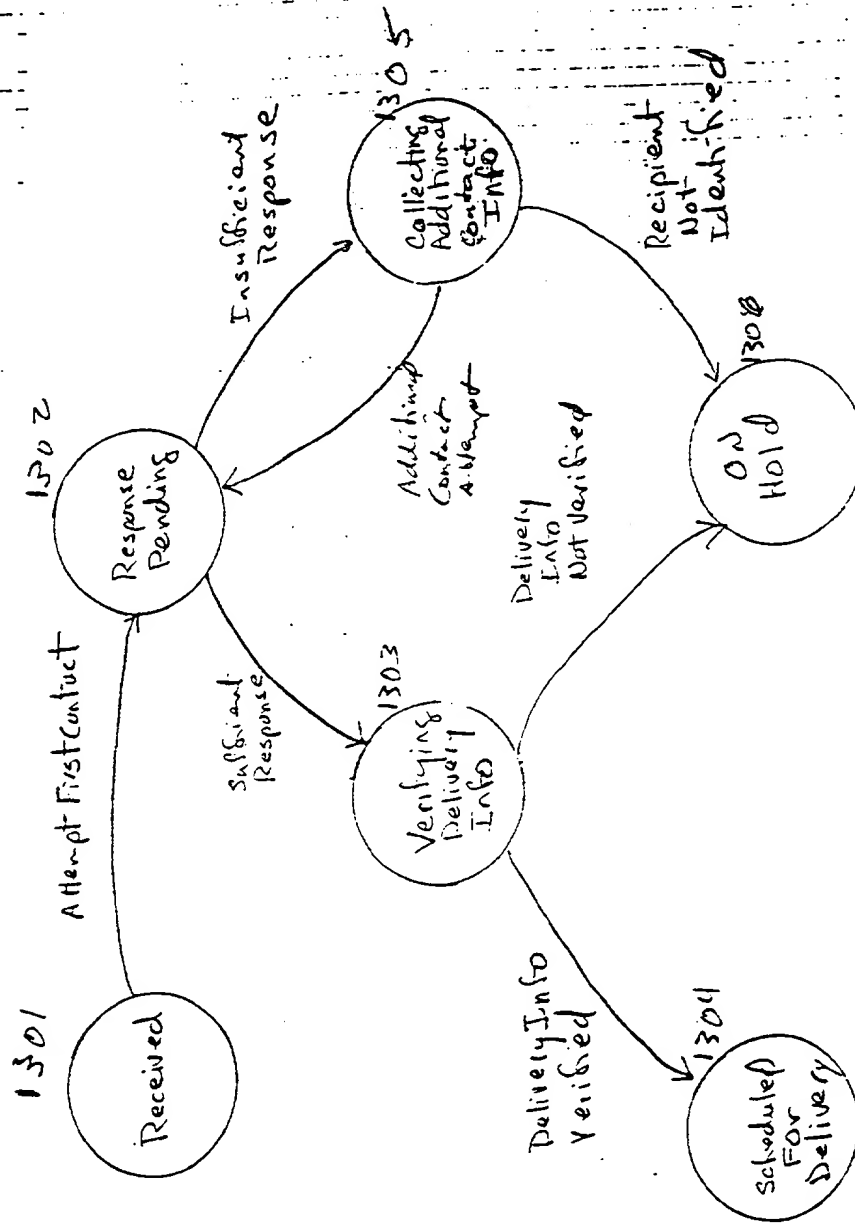 1301
Received
Attempt First Contact
1302
Response
Pending
Insufficient
Response
1305
Collecting
Additional
Contact
Info
Sufficient
Response
1303
Verifying
Delivery
Info
Additional
Contact
Attempt
Recipient
Not
Identified
Delivery Info
Verified
1304
Scheduled
For
Delivery
Delivery
Info
Not Verified
ON
Hold